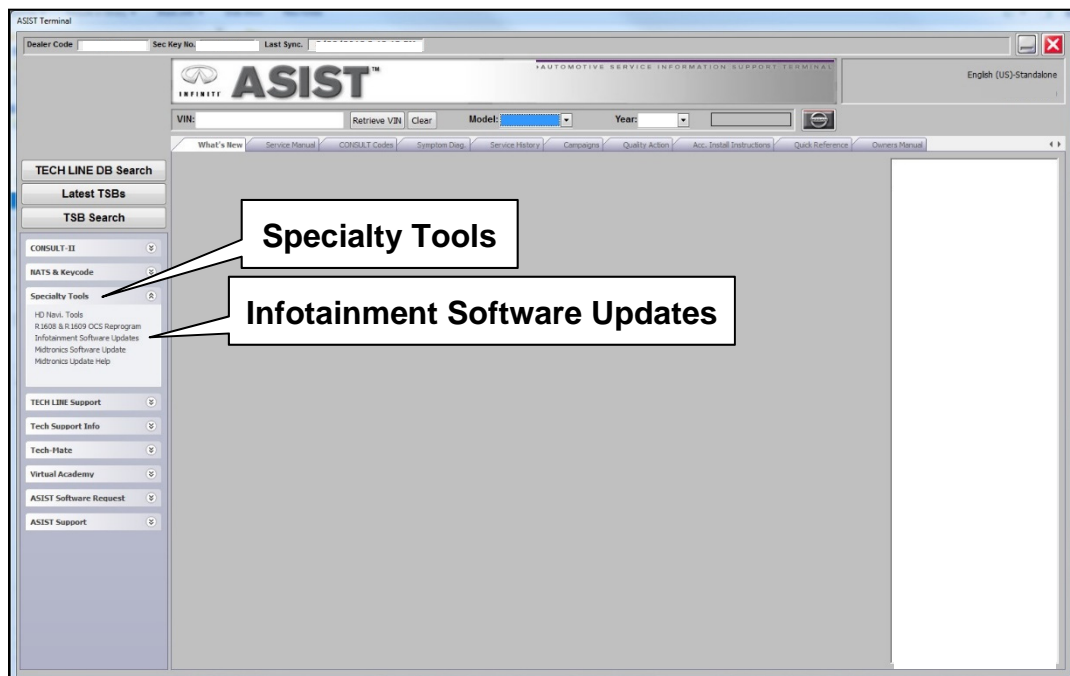 ASIST Terminal
Dealer Code
Sec Key No.
Last Sync.
INFINITI ASIST™
AUTOMOTIVE SERVICE INFORMATION SUPPORT TERMINAL
English (US)-Standalone
VIN: Retrieve VIN Clear Model: Year:
What's New Service Manual CONSULT Codes Symptom Diag. Service History Campaigns Quality Action Acc. Install Instructions Quick Reference Owners Manual
TECH LINE DB Search
Latest TSBs
TSB Search
CONSULT-II
NATS & Keycode
Specialty Tools
HD Navi. Tools
R1608 & R1609 OCS Reprogram
Infotainment Software Updates
Midtronics Software Update
Midtronics Update Help
TECH LINE Support
Tech Support Info
Tech-Mate
Virtual Academy
ASIST Software Request
ASIST Support
Specialty Tools
Infotainment Software Updates